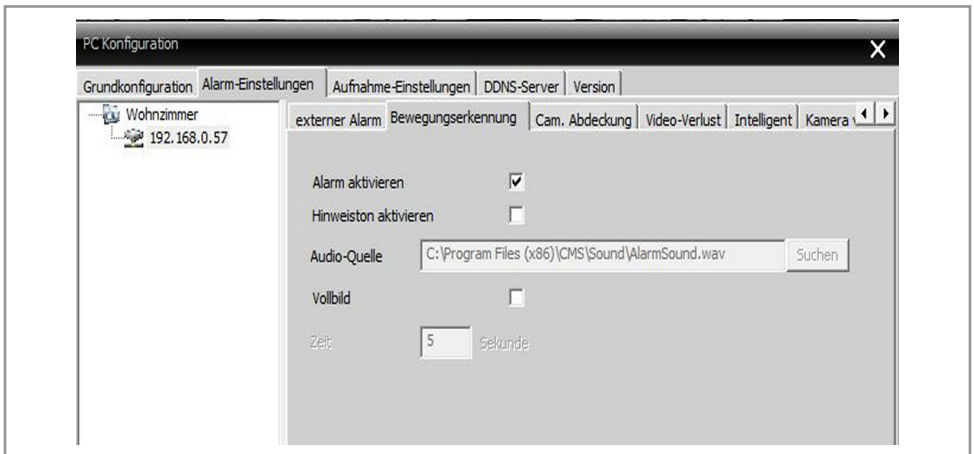 PC Konfiguration X
Grundkonfiguration Alarm-Einstellungen Aufnahme-Einstellungen DDNS-Server Version
Wohnzimmer
192.168.0.57
externer Alarm Bewegungserkennung Cam. Abdeckung Video-Verlust Intelligent Kamera
Alarm aktivieren
Hinweiston aktivieren
Audio-Quelle C:\Program Files (x86)\CMS\Sound\AlarmSound.wav Suchen
Vollbild
Zeit 5 Sekunde